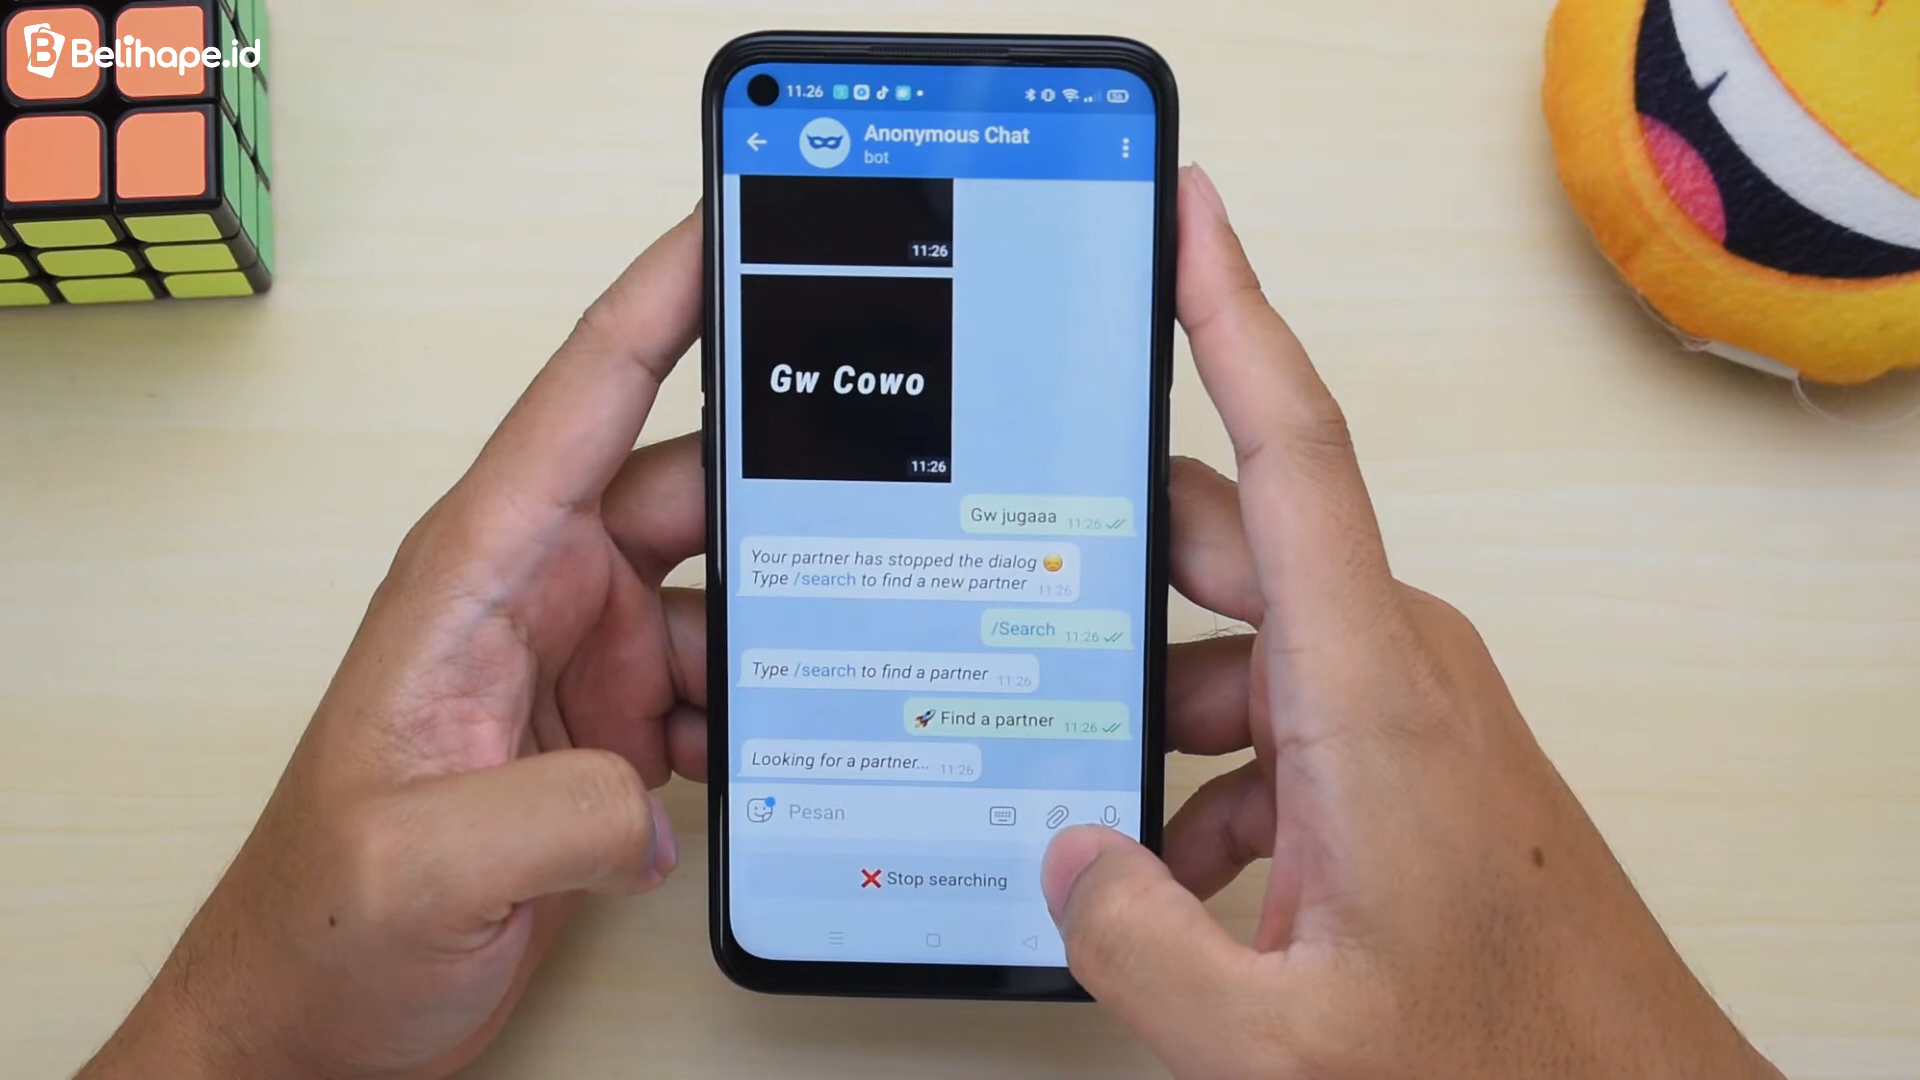 Belihape.id
11.26
Anonymous Chat
bot
11:26
Gw Cowo
11:26
Gw jugaaa 11:26
Your partner has stopped the dialog 😞
Type /search to find a new partner 11:26
/Search 11:26
Type /search to find a partner 11:26
🚀 Find a partner 11:26
Looking for a partner... 11:26
Pesan
❌ Stop searching